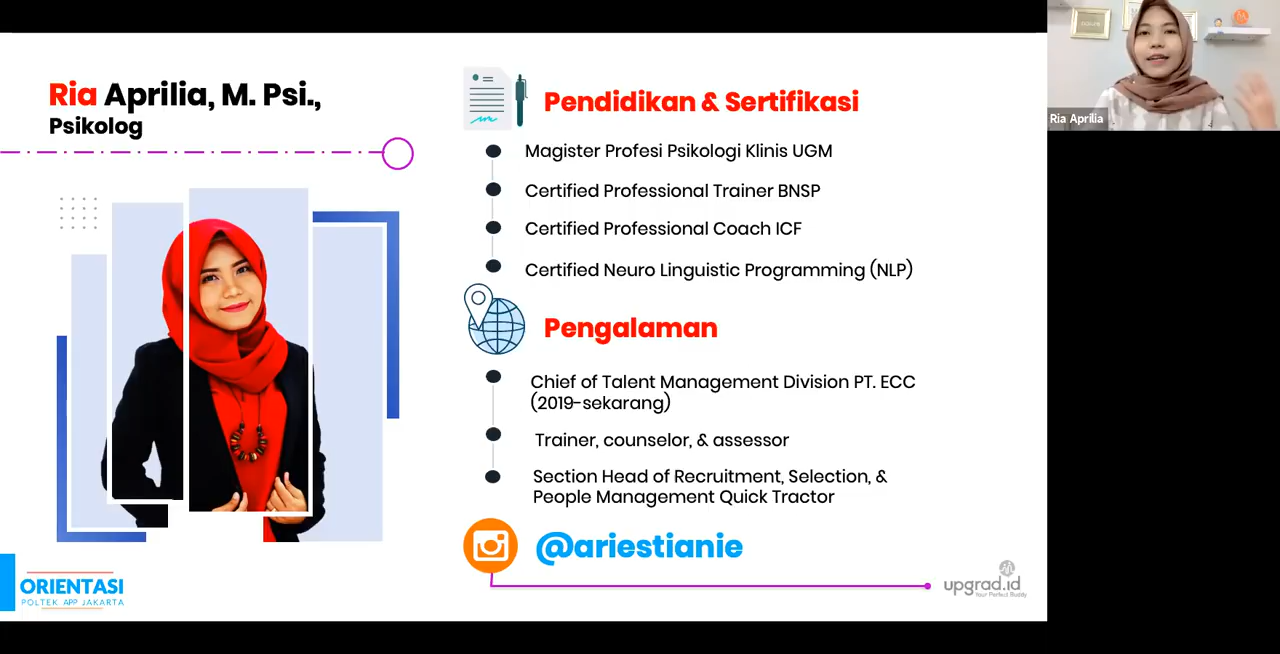 Ria Aprilia, M. Psi.,
Psikolog
Pendidikan & Sertifikasi
Magister Profesi Psikologi Klinis UGM
Certified Professional Trainer BNSP
Certified Professional Coach ICF
Certified Neuro Linguistic Programming (NLP)
Pengalaman
Chief of Talent Management Division PT. ECC
(2019-sekarang)
Trainer, counselor, & assessor
Section Head of Recruitment, Selection, &
People Management Quick Tractor
@ariestianie
ORIENTASI
POLTEK APP JAKARTA
upgrad.id
Your Perfect Buddy
Ria Aprilia